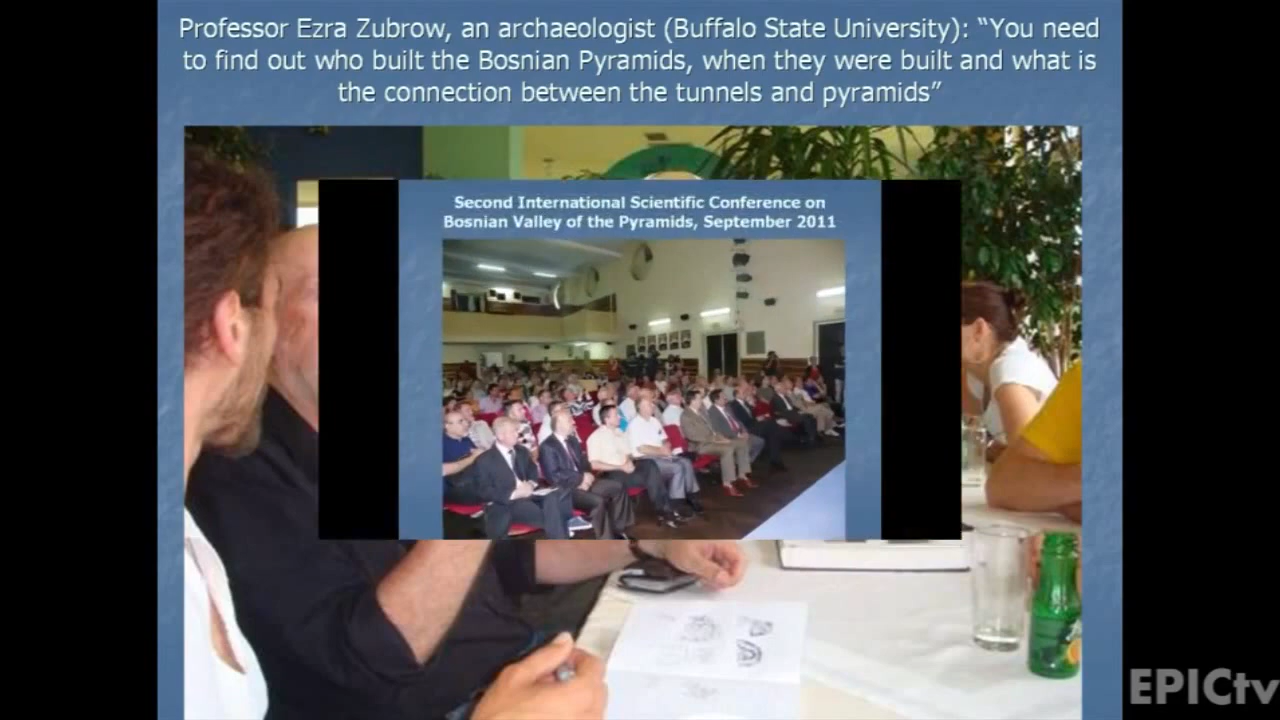 Professor Ezra Zubrow, an archaeologist (Buffalo State University): “You need
to find out who built the Bosnian Pyramids, when they were built and what is
the connection between the tunnels and pyramids”
Second International Scientific Conference on
Bosnian Valley of the Pyramids, September 2011
EPICtv